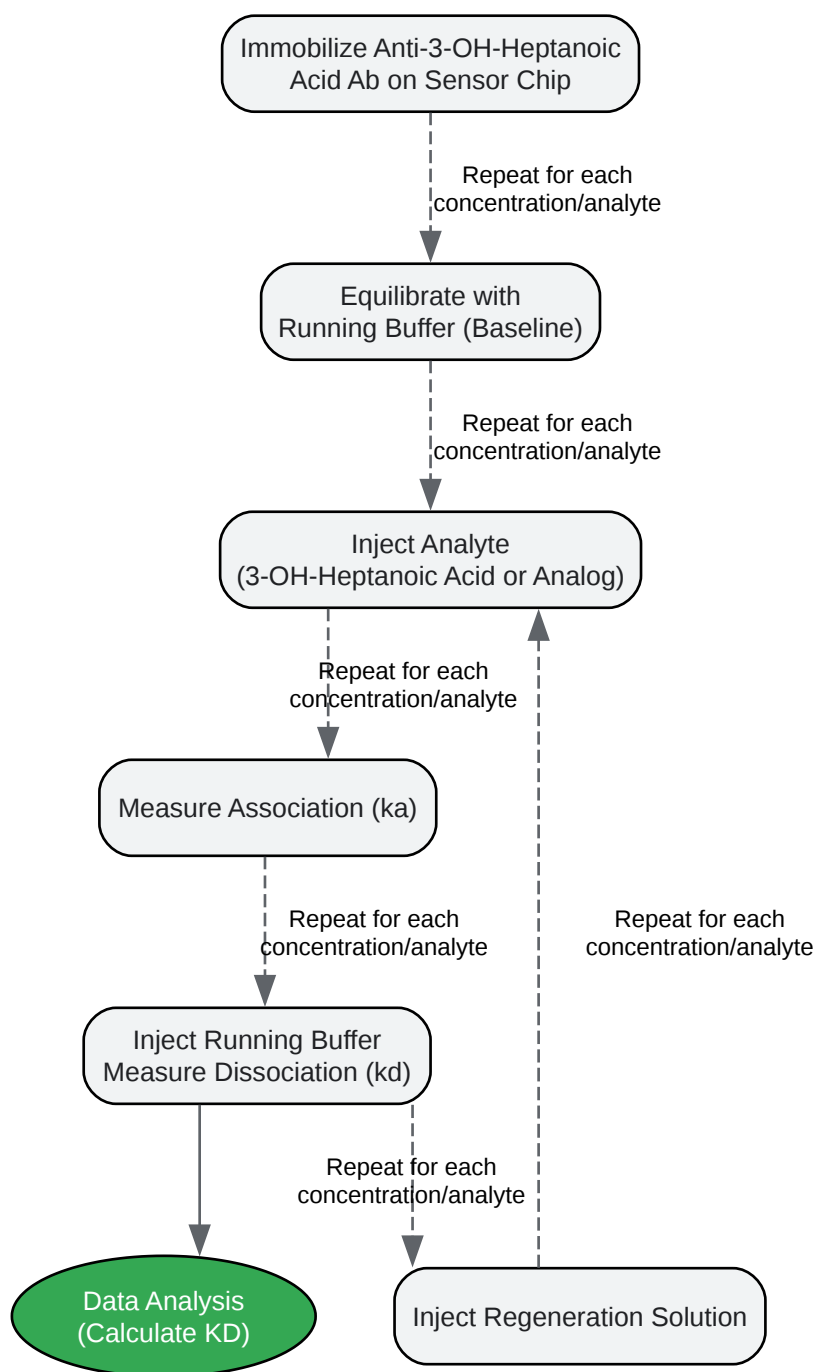 Immobilize Anti-3-OH-Heptanoic
Acid Ab on Sensor Chip
Repeat for each
concentration/analyte
Equilibrate with
Running Buffer (Baseline)
Repeat for each
concentration/analyte
Inject Analyte
(3-OH-Heptanoic Acid or Analog)
Repeat for each
concentration/analyte
Measure Association (ka)
Repeat for each
concentration/analyte
Repeat for each
concentration/analyte
Inject Running Buffer
Measure Dissociation (kd)
Repeat for each
concentration/analyte
Data Analysis
(Calculate KD)
Inject Regeneration Solution